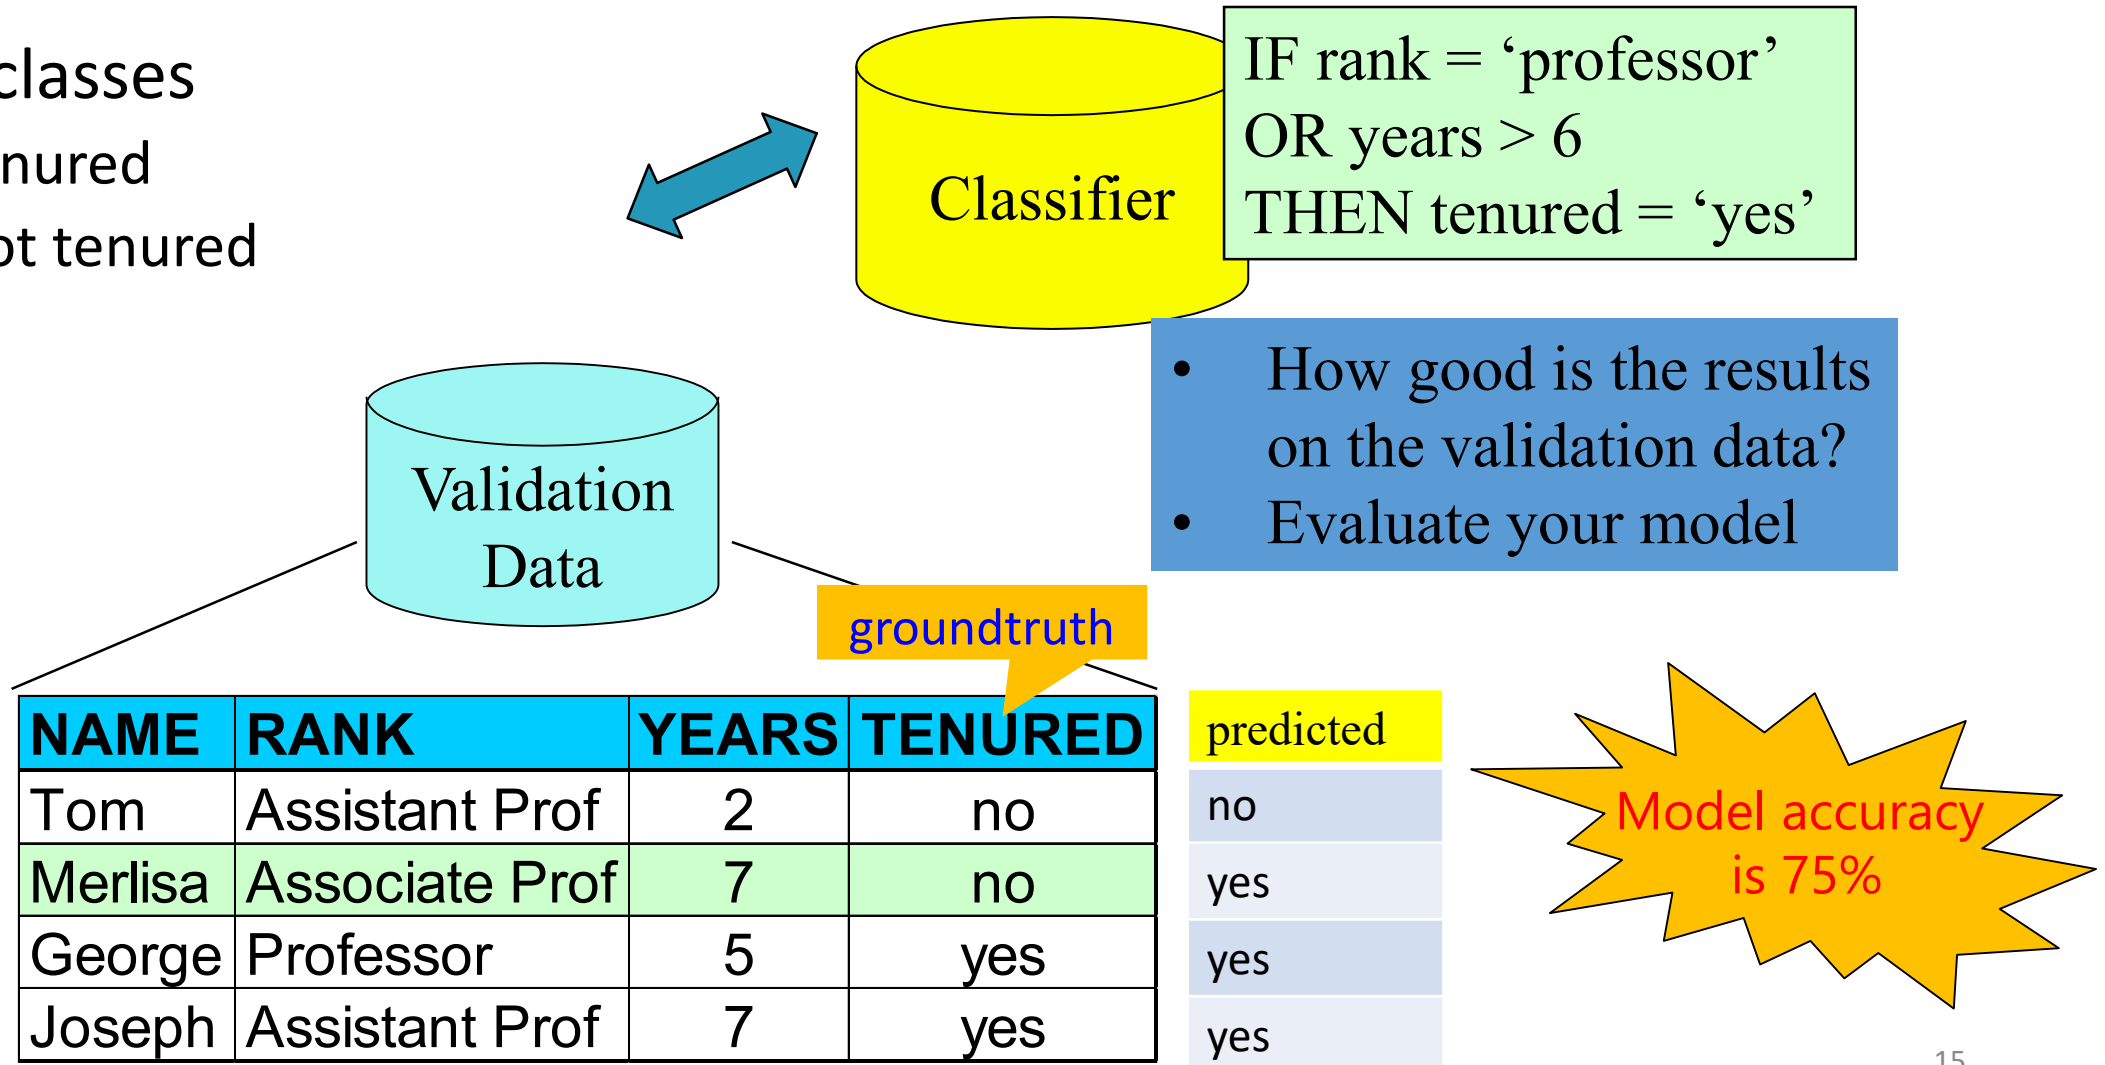 classes
nured
ot tenured
Classifier
IF rank = ‘professor’
OR years > 6
THEN tenured = ‘yes’
• How good is the results
on the validation data?
• Evaluate your model
Validation
Data
groundtruth
NAME RANK YEARS TENURED predicted
Tom Assistant Prof 2 no no
Merlisa Associate Prof 7 no yes
George Professor 5 yes yes
Joseph Assistant Prof 7 yes yes
Model accuracy
is 75%
15